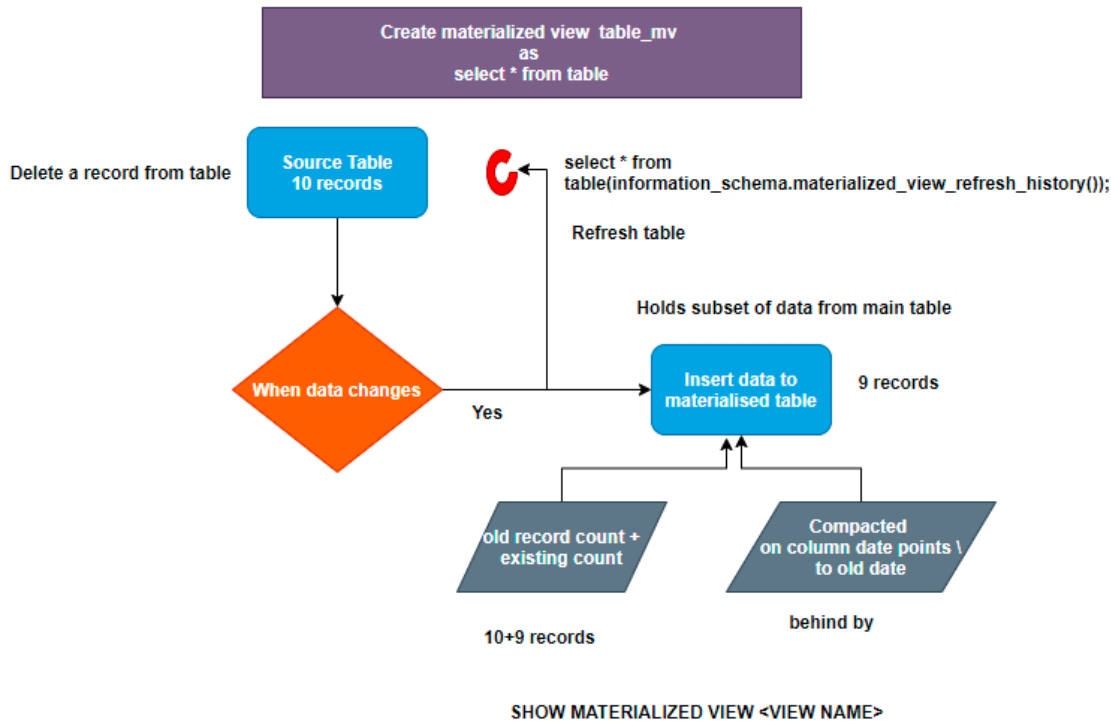 Create materialized view table_mv
as
select * from table
Delete a record from table
Source Table
10 records
select * from
table(information_schema.materialized_view_refresh_history());
Refresh table
Holds subset of data from main table
When data changes
Yes
Insert data to
materialised table
9 records
old record count +
existing count
Compacted
on column date points \
to old date
10+9 records
behind by
SHOW MATERIALIZED VIEW <VIEW NAME>